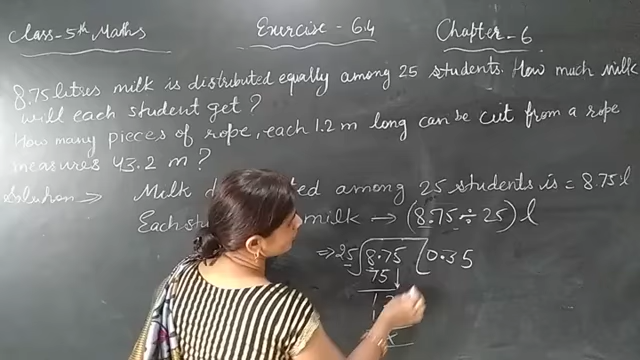 Class-5th Maths
Exercise-6.4
Chapter-6
8.75 litres milk is distributed equally among 25 students. How much milk
will each student get?
How many pieces of rope, each 1.2 m long can be cut from a rope
measures 43.2 m?
Solution → Milk among 25 students is = 8.75 l
Each milk → (8.75 ÷ 25) l
⇒ 25 8.75 0.35
75